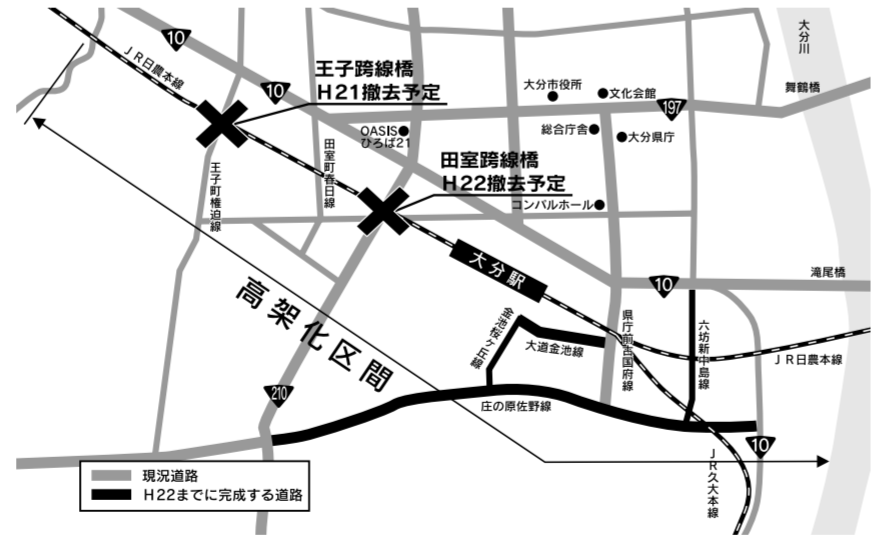 10
JR日農本線
王子跨線橋
H21撤去予定
10
大分市役所
文化会館
197
大分川
舞鶴橋
OASIS
ひろば21
総合庁舎
大分県庁
田室町春日線
王子町権迫線
田室跨線橋
H22撤去予定
コンパルホール
大分駅
10
滝尾橋
高架化区間
金池桜ヶ丘線
大道金池線
県庁前古国府線
六坊新中島線
JR日農本線
210
庄の原佐野線
10
JR久大本線
現況道路
H22までに完成する道路